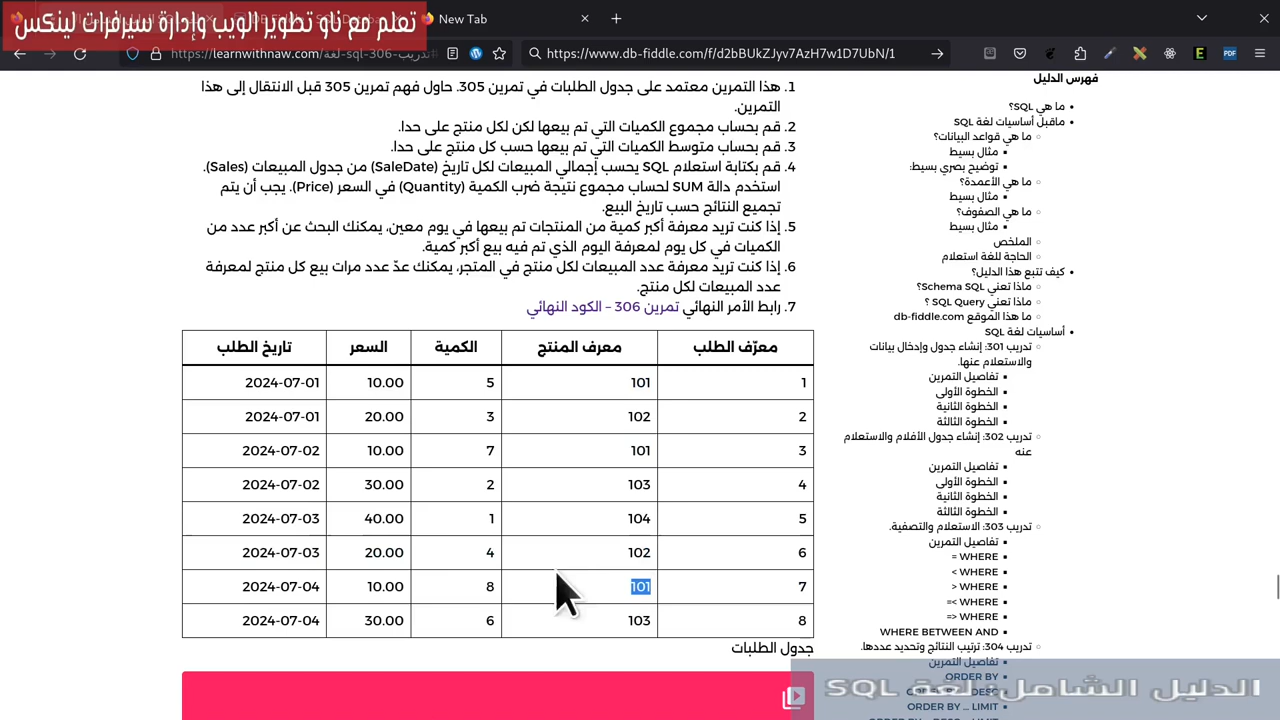 تعلم مع ناو تطوير الويب وإدارة سيرفرات لينكس
New Tab
https://learnwithnaw.com/
https://www.db-fiddle.com/f/d2bBUkZJyv7AzH7w1D7UbN/1
1. هذا التمرين معتمد على جدول الطلبات في تمرين 305. حاول فهم تمرين 305 قبل الانتقال إلى هذا
التمرين.
2. قم بحساب مجموع الكميات التي تم بيعها لكن لكل منتج على حدا.
3. قم بحساب متوسط الكميات التي تم بيعها حسب كل منتج على حدا.
4. قم بكتابة استعلام SQL يحسب إجمالي المبيعات لكل تاريخ (SaleDate) من جدول المبيعات (Sales).
استخدم دالة SUM لحساب مجموع نتيجة ضرب الكمية (Quantity) في السعر (Price). يجب أن يتم
تجميع النتائج حسب تاريخ البيع.
5. إذا كنت تريد معرفة أكبر كمية من المنتجات تم بيعها في يوم معين، يمكنك البحث عن أكبر عدد من
الكميات في كل يوم لمعرفة اليوم الذي تم فيه بيع أكبر كمية.
6. إذا كنت تريد معرفة عدد المبيعات لكل منتج في المتجر، يمكنك عدّ عدد مرات بيع كل منتج لمعرفة
عدد المبيعات لكل منتج.
7. رابط الأمر النهائي تمرين 306 – الكود النهائي
معرّف الطلب معرف المنتج الكمية السعر تاريخ الطلب
1 101 5 10.00 2024-07-01
2 102 3 20.00 2024-07-01
3 101 7 10.00 2024-07-02
4 103 2 30.00 2024-07-02
5 104 1 40.00 2024-07-03
6 102 4 20.00 2024-07-03
7 101 8 10.00 2024-07-04
8 103 6 30.00 2024-07-04
جدول الطلبات
فهرس الدليل
ما هي SQL؟
ماقبل أساسيات لغة SQL
ما هي قواعد البيانات؟
مثال بسيط
توضيح بصري بسيط:
ما هي الأعمدة؟
مثال بسيط
ما هي الصفوف؟
مثال بسيط
الملخص
الحاجة للغة استعلام
كيف تتبع هذا الدليل؟
ماذا تعني Schema SQL؟
ماذا تعني SQL Query ؟
ما هذا الموقع db-fiddle.com
أساسيات لغة SQL
تدريب 301: إنشاء جدول وإدخال بيانات
والاستعلام عنها.
تفاصيل التمرين
الخطوة الأولى
الخطوة الثانية
الخطوة الثالثة
تدريب 302: إنشاء جدول الأفلام والاستعلام
عنه
تفاصيل التمرين
الخطوة الأولى
الخطوة الثانية
الخطوة الثالثة
تدريب 303: الاستعلام والتصفية.
تفاصيل التمرين
= WHERE
< WHERE
> WHERE
=< WHERE
=> WHERE
WHERE BETWEEN AND
تدريب 304: ترتيب النتائج وتحديد عددها.
تفاصيل التمرين
ORDER BY
ORDER BY ... LIMIT
الدليل الشامل: لغة SQL